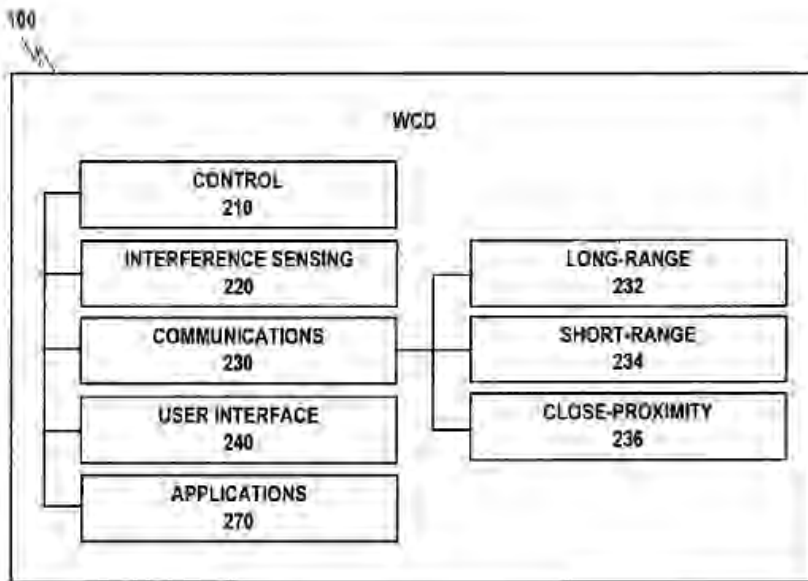 100
WCD
CONTROL
210
INTERFERENCE SENSING
220
COMMUNICATIONS
230
USER INTERFACE
240
APPLICATIONS
270
LONG-RANGE
232
SHORT-RANGE
234
CLOSE-PROXIMITY
236